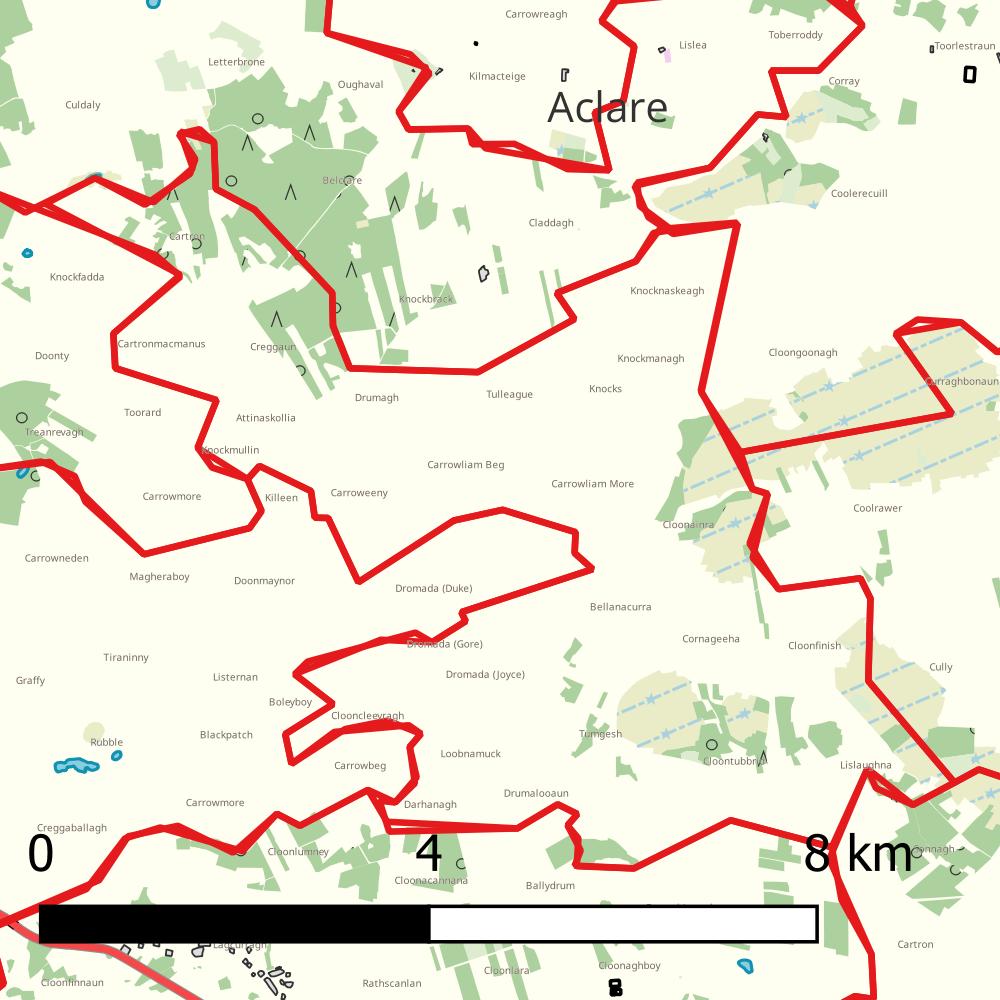 Carrowreagh
Toberroddy
Lislea
Toorlestraun
Letterbrone
Kilmacteige
Oughaval
Corray
Culdaly
Aclare
Belclare
Coolerecuill
Claddagh
Cartron
Knockfadda
Knocknaskeagh
Knockbrack
Cartronmacmanus
Creggaun
Cloongoonagh
Doonty
Knockmanagh
Curraghbonaun
Knocks
Tulleague
Drumagh
Toorard
Attinaskollia
Treanrevagh
Knockmullin
Carrowliam Beg
Carrowliam More
Carroweeny
Carrowmore
Killeen
Coolrawer
Cloonainra
Carrowneden
Magheraboy
Doonmaynor
Dromada (Duke)
Bellanacurra
Cornageeha
Dromada (Gore)
Cloonfinish
Tiraninny
Cully
Dromada (Joyce)
Listernan
Graffy
Boleyboy
Clooncleevragh
Blackpatch
Tumgesh
Rubble
Loobnamuck
Cloontubbrid
Carrowbeg
Lislaughna
Drumalooaun
Carrowmore
Darhanagh
Creggaballagh
0 4 8 km
Cloonlumney
Cloonacannana
Ballydrum
Cartron
Cloonaghboy
Cloonlara
Cloonfinnaun
Rathscanlan